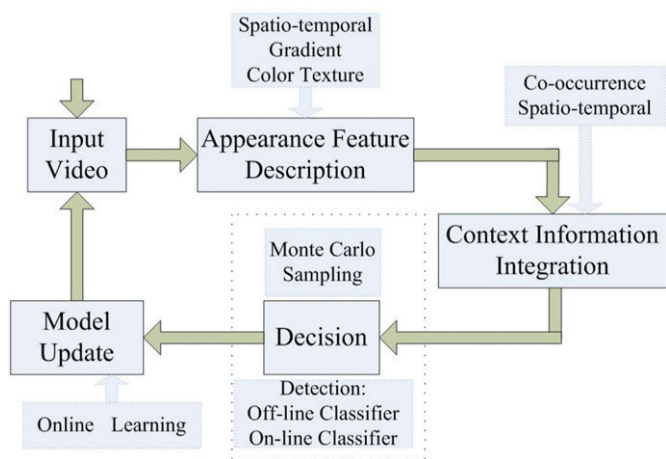 Spatio-temporal
Gradient
Color Texture
Co-occurrence
Spatio-temporal
Input
Video
Appearance Feature
Description
Context Information
Integration
Monte Carlo
Sampling
Decision
Model
Update
Detection:
Off-line Classifier
On-line Classifier
Online Learning